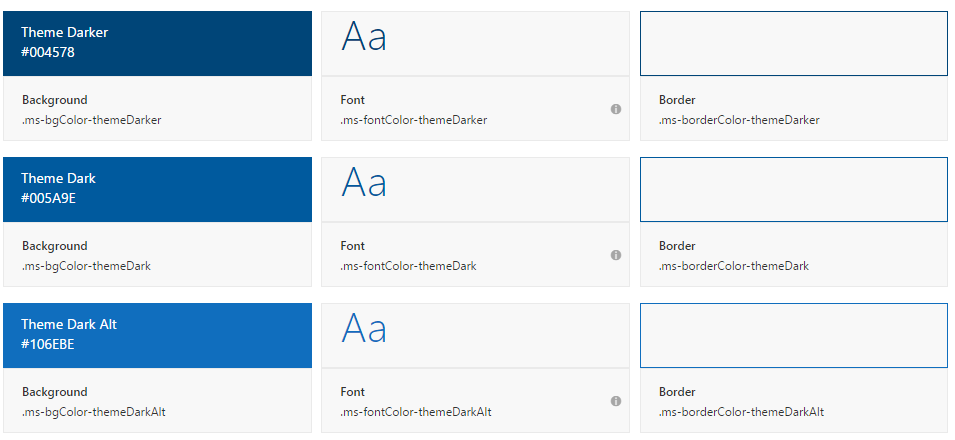 Theme Darker
#004578
Aa
Background
.ms-bgColor-themeDarker
Font
.ms-fontColor-themeDarker
Border
.ms-borderColor-themeDarker
Theme Dark
#005A9E
Aa
Background
.ms-bgColor-themeDark
Font
.ms-fontColor-themeDark
Border
.ms-borderColor-themeDark
Theme Dark Alt
#106EBE
Aa
Background
.ms-bgColor-themeDarkAlt
Font
.ms-fontColor-themeDarkAlt
Border
.ms-borderColor-themeDarkAlt